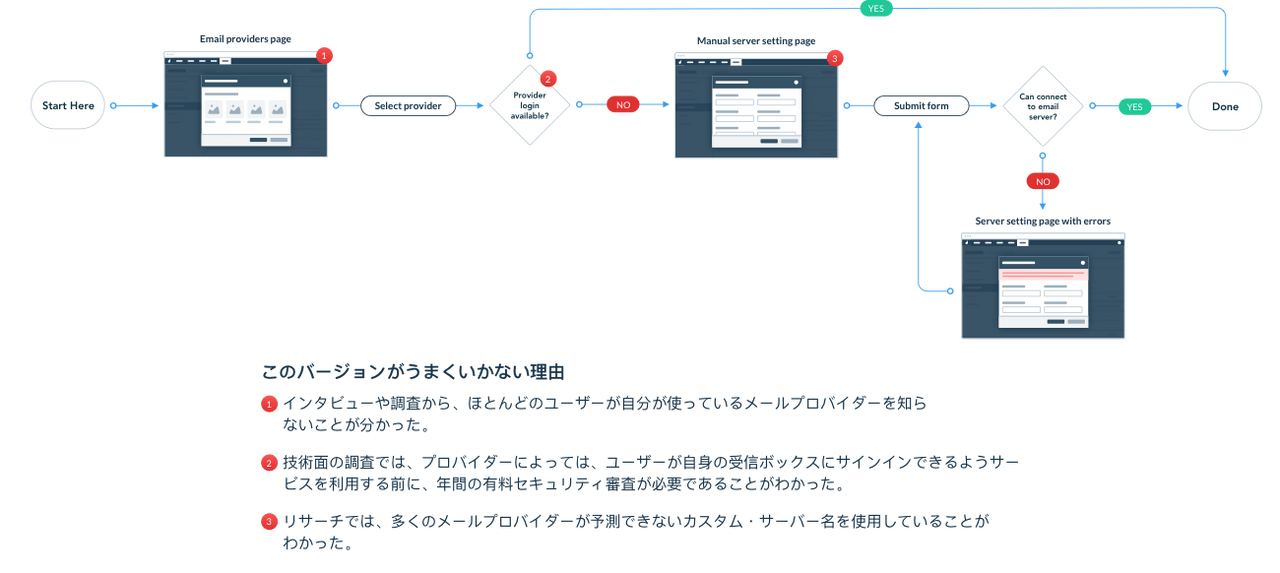 YES
Email providers page
Manual server setting page
1
3
2
Start Here
Select provider
Provider
login
available?
NO
Submit form
Can connect
to email
server?
YES
Done
NO
Server setting page with errors
このバージョンがうまくいかない理由
1 インタビューや調査から、ほとんどのユーザーが自分が使っているメールプロバイダーを知ら
ないことが分かった。
2 技術面の調査では、プロバイダーによっては、ユーザーが自身の受信ボックスにサインインできるようサー
ビスを利用する前に、年間の有料セキュリティ審査が必要であることがわかった。
3 リサーチでは、多くのメールプロバイダーが予測できないカスタム・サーバー名を使用していることが
わかった。